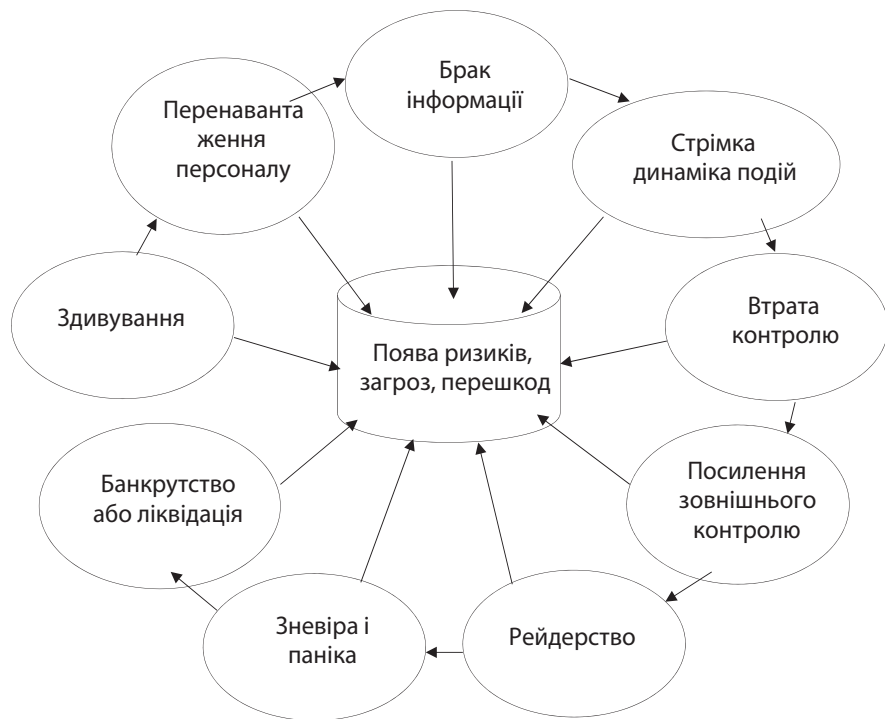 Брак
інформації
Перенаванта
ження
персоналу
Стрімка
динаміка подій
Здивування
Втрата
контролю
Поява ризиків,
загроз, перешкод
Банкрутство
або ліквідація
Посилення
зовнішнього
контролю
Зневіра і
паніка
Рейдерство